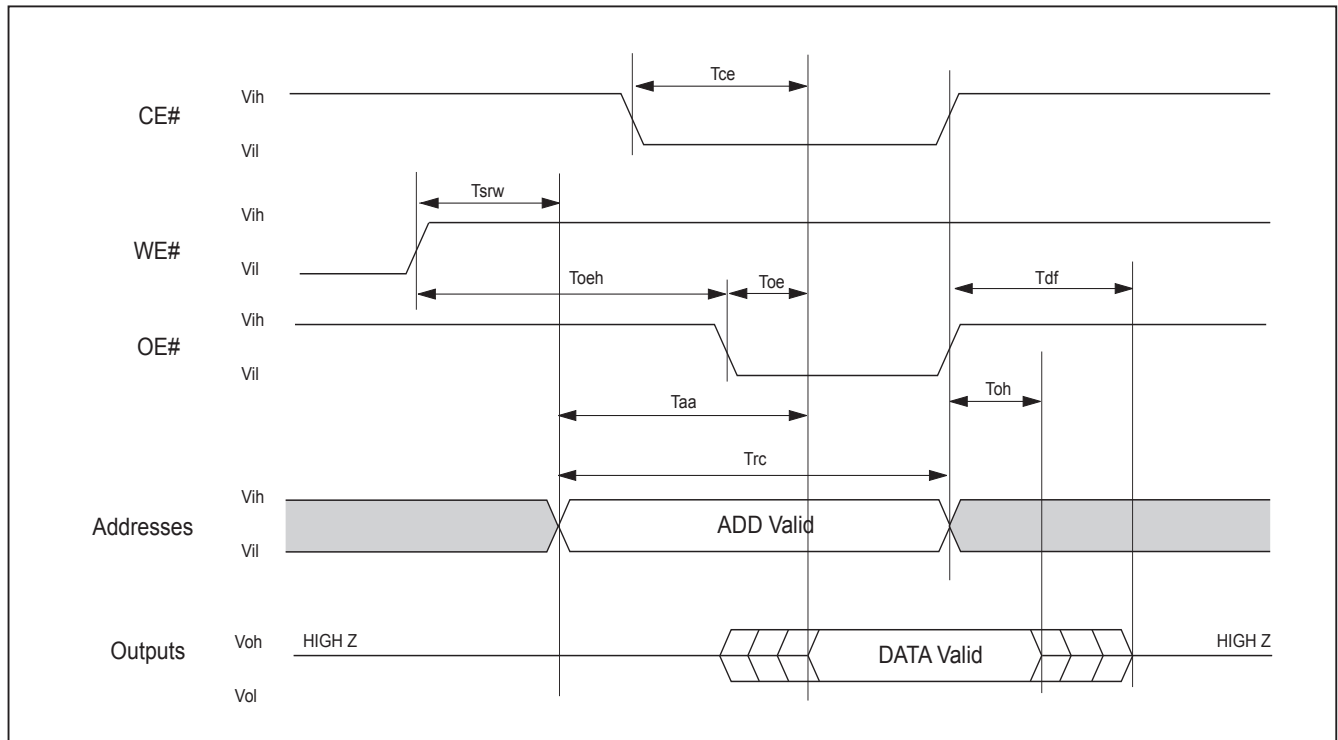 Tce
Vih
CE#
Vil
Tsrw
Vih
WE#
Vil
Toeh
Toe
Tdf
Vih
OE#
Vil
Taa
Toh
Trc
Vih
Addresses
ADD Valid
Vil
Outputs
Voh
HIGH Z
DATA Valid
HIGH Z
Vol